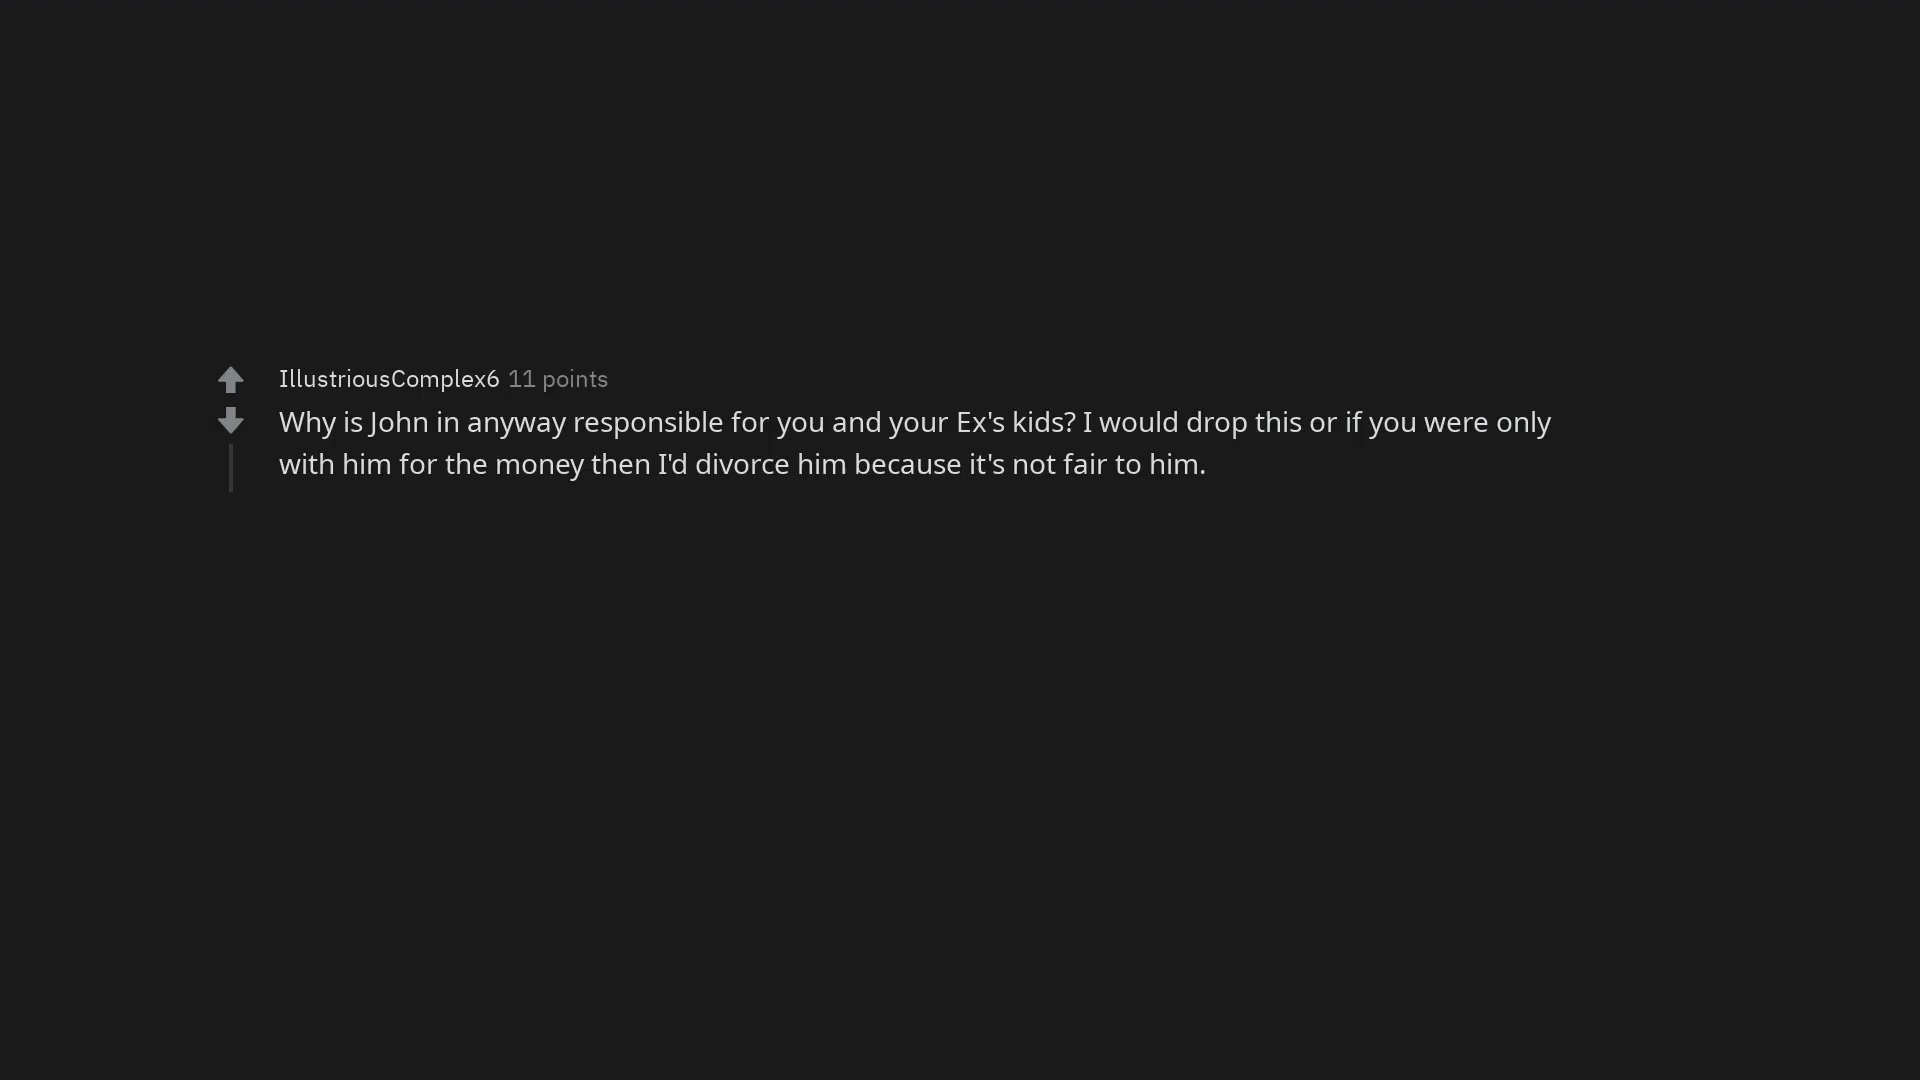 IllustriousComplex6 11 points
Why is John in anyway responsible for you and your Ex's kids? I would drop this or if you were only
with him for the money then I'd divorce him because it's not fair to him.